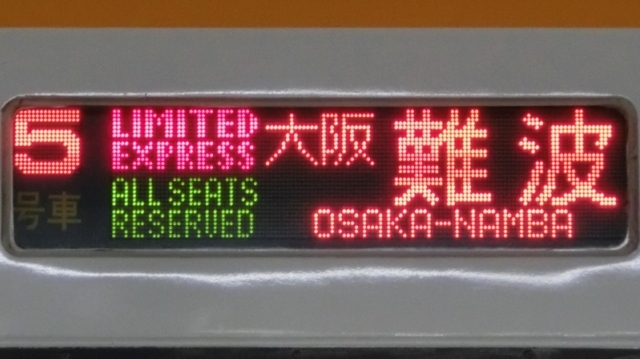 5
号車
LIMITED
EXPRESS
ALL SEATS
RESERVED
大阪難波
OSAKA-NAMBA